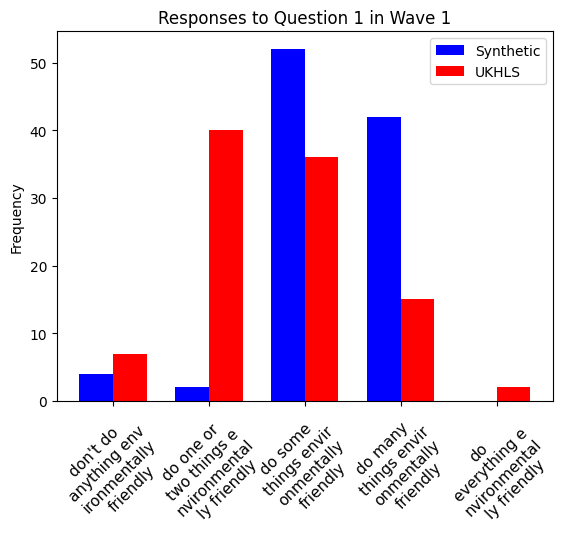 Responses to Question 1 in Wave 1
Synthetic
UKHLS
Frequency
50
40
30
20
10
0
don't do
anything env
ironmentally
friendly
do one or
two things e
nvironmental
ly friendly
do some
things envir
onmentally
friendly
do many
things envir
onmentally
friendly
do
everything e
nvironmental
ly friendly